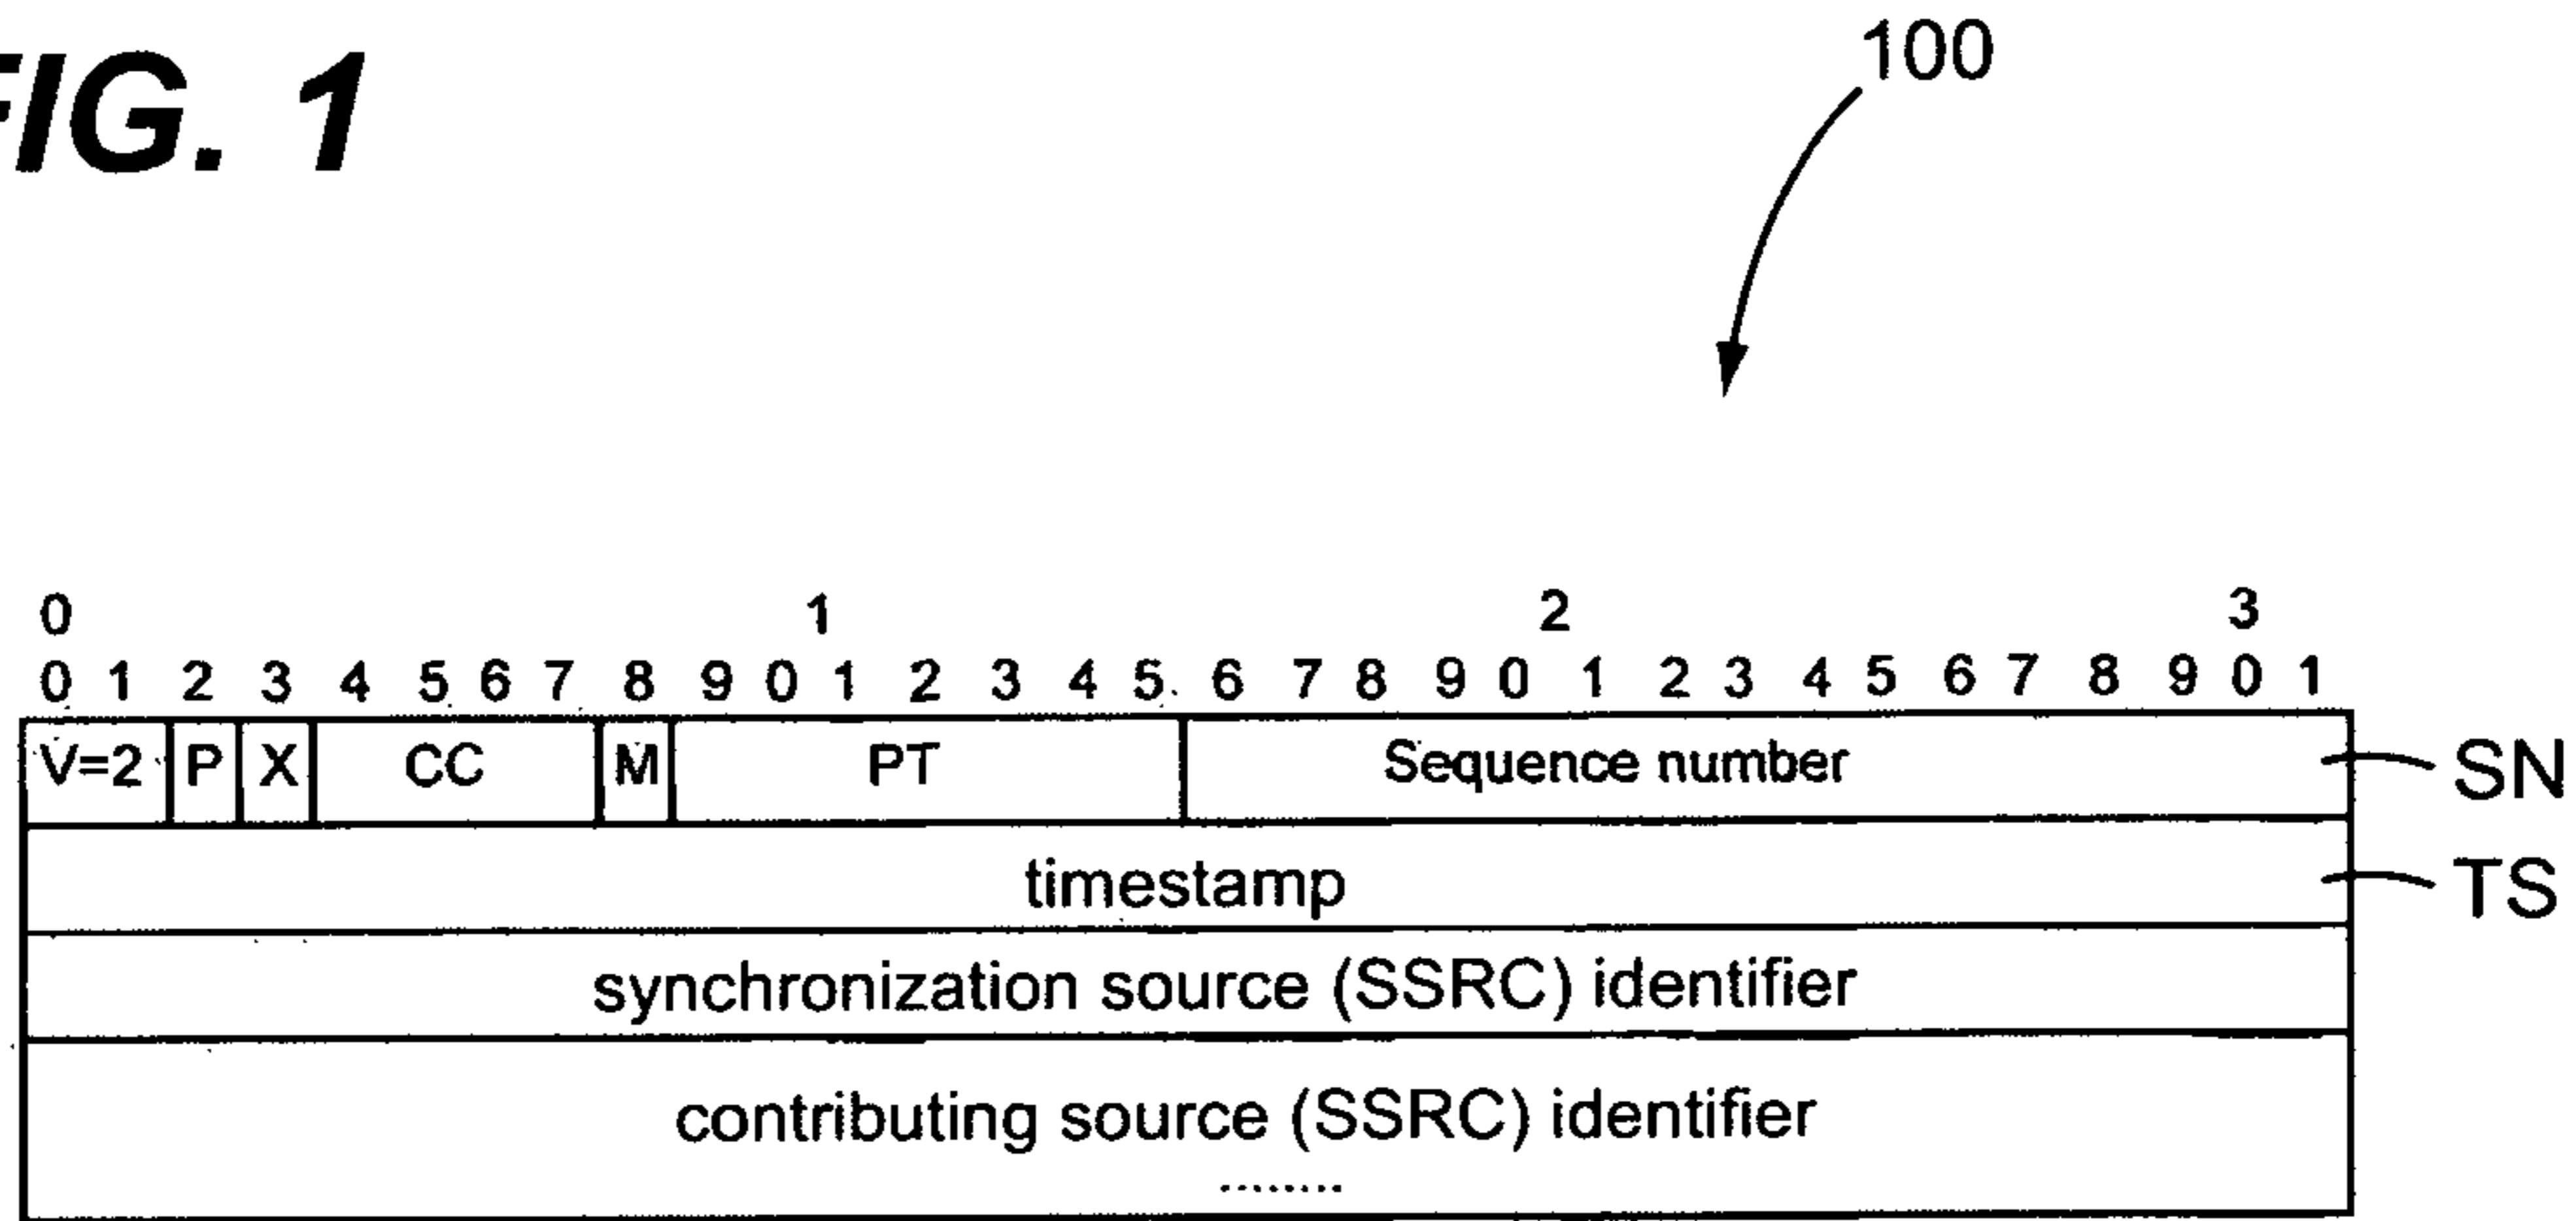 FIG. 1
100
0 1 2 3
0 1 2 3 4 5 6 7 8 9 0 1 2 3 4 5 6 7 8 9 0 1 2 3 4 5 6 7 8 9 0 1
V=2 P X CC M PT Sequence number SN
timestamp TS
synchronization source (SSRC) identifier
contributing source (SSRC) identifier
........